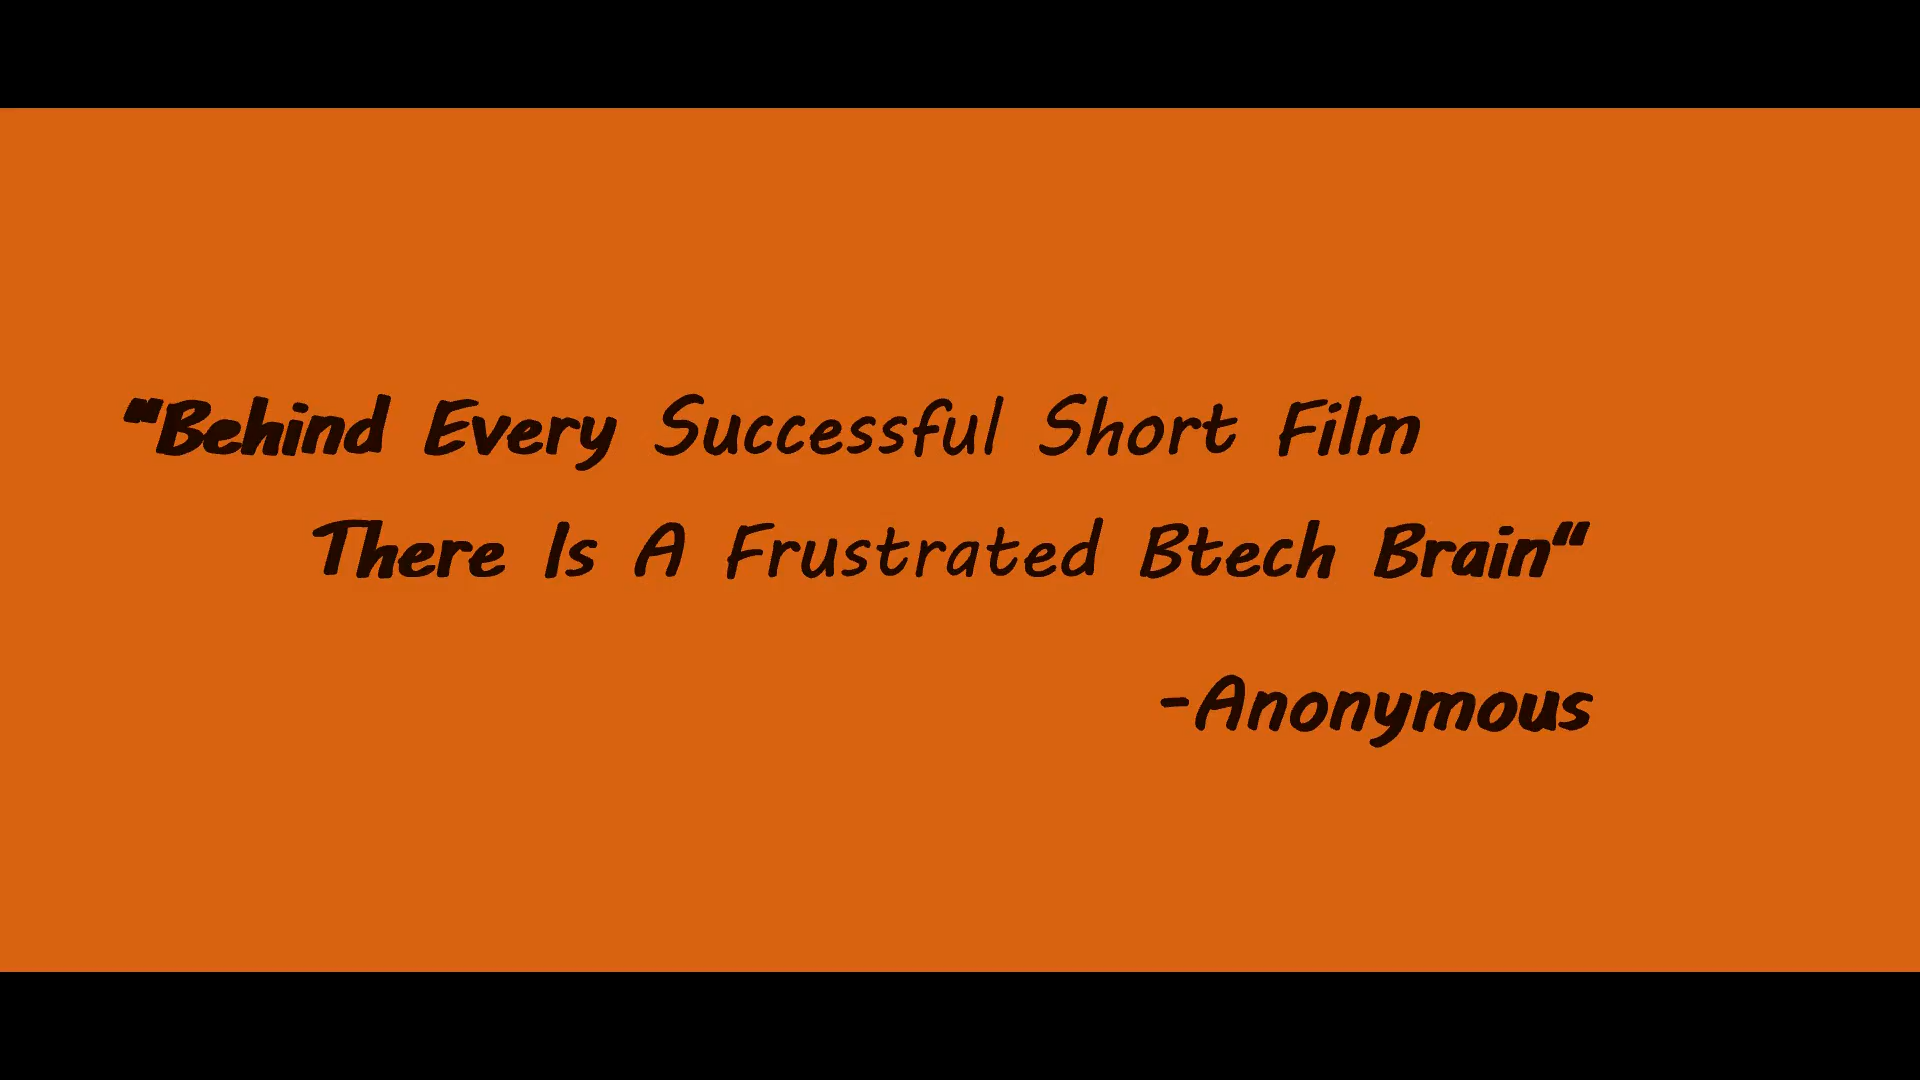 “Behind Every Successful Short Film
There Is A Frustrated Btech Brain“
-Anonymous